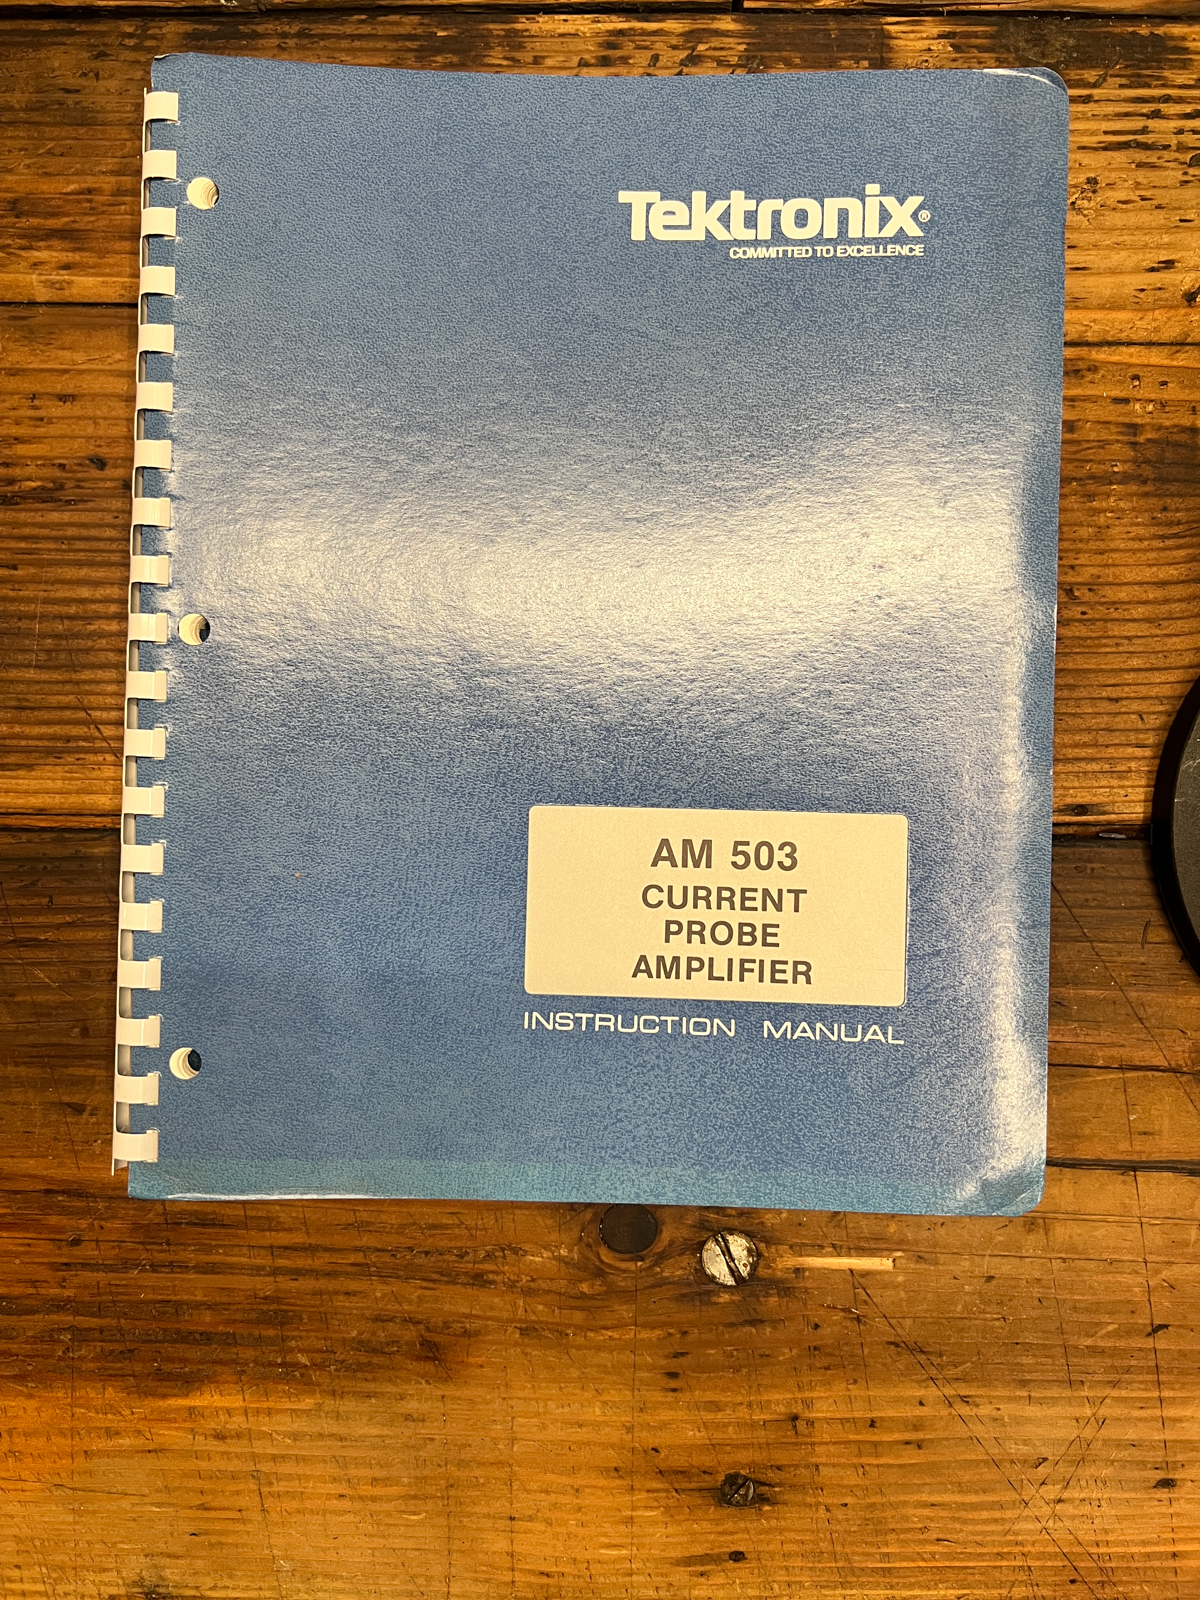 Tektronix®
COMMITTED TO EXCELLENCE
AM 503
CURRENT
PROBE
AMPLIFIER
INSTRUCTION MANUAL